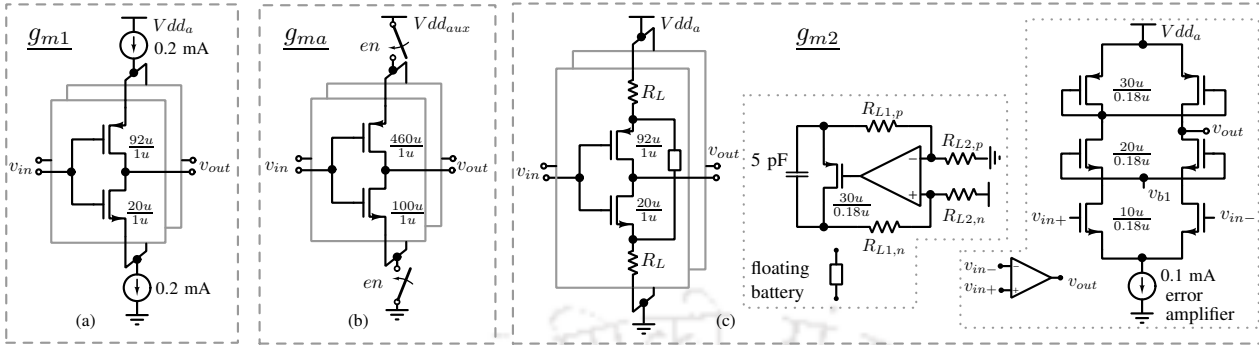 g_{m1}
Vdd_a
0.2 mA
92u/1u
v_{in}
v_{out}
20u/1u
0.2 mA
(a)
g_{ma}
Vdd_{aux}
en
460u/1u
v_{in}
v_{out}
100u/1u
en
(b)
g_{m2}
Vdd_a
R_L
92u/1u
v_{in}
v_{out}
20u/1u
R_L
(c)
R_{L1,p}
R_{L2,p}
5 pF
−
+
30u/0.18u
R_{L2,n}
R_{L1,n}
floating
battery
Vdd_a
30u/0.18u
v_{out}
20u/0.18u
v_{b1}
v_{in+}
10u/0.18u
v_{in−}
v_{in−}
−
v_{in+}
+
v_{out}
0.1 mA
error
amplifier